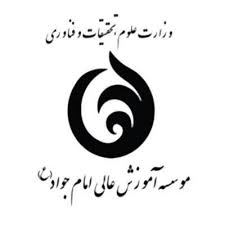 وزارت علوم تحقیقات و فناوری
موسسه آموزش عالی امام جواد (ع)